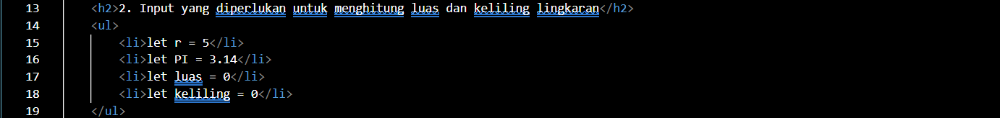 13 <h2>2. Input yang diperlukan untuk menghitung luas dan keliling lingkaran</h2>
14 <ul>
15 <li>let r = 5</li>
16 <li>let PI = 3.14</li>
17 <li>let luas = 0</li>
18 <li>let keliling = 0</li>
19 </ul>